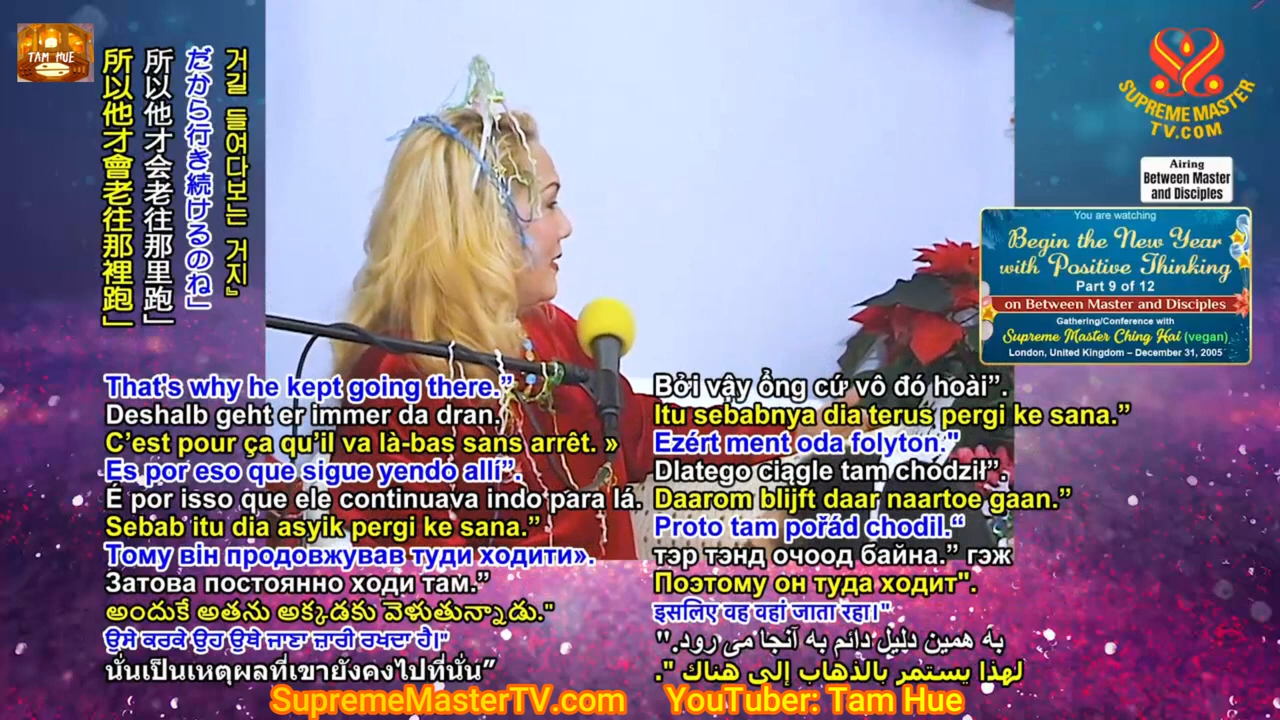 TAM HUE
거길 들여다보는 거지』
だから行き続けるのね」
所以他才会老往那里跑」
所以他才會老往那裡跑」
SUPREME MASTER
TV.COM
Airing
Between Master
and Disciples
You are watching
Begin the New Year
with Positive Thinking
Part 9 of 12
on Between Master and Disciples
Gathering/Conference with
Supreme Master Ching Hai (vegan)
London, United Kingdom – December 31, 2005
That's why he kept going there.”
Deshalb geht er immer da dran.
C’est pour ça qu’il va là-bas sans arrêt. »
Es por eso que sigue yendo allí”.
É por isso que ele continuava indo para lá.
Sebab itu dia asyik pergi ke sana.”
Тому він продовжував туди ходити».
Затова постоянно ходи там.”
అందుకే అతను అక్కడకు వెళుతున్నాడు."
ਉਸੇ ਕਰਕੇ ਉਹ ਉਥੇ ਜਾਣਾ ਜ਼ਾਰੀ ਰਖਦਾ ਹੈ।"
นั่นเป็นเหตุผลที่เขายังคงไปที่นั่น”
Bởi vậy ổng cứ vô đó hoài”.
Itu sebabnya dia terus pergi ke sana.”
Ezért ment oda folyton."
Dlatego ciągle tam chodził”.
Daarom blijft daar naartoe gaan.”
Proto tam pořád chodil.“
тэр тэнд очоод байна.” гэж
Поэтому он туда ходит".
इसलिए वह वहां जाता रहा।"
به همین دلیل دائم به آنجا می رود."
لهذا يستمر بالذهاب إلى هناك ".
SupremeMasterTV.com YouTuber: Tam Hue